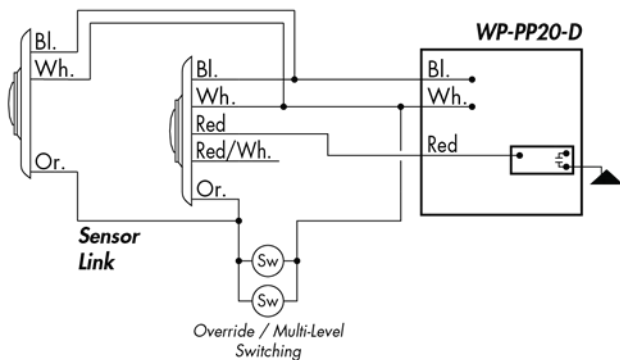 WP-PP20-D
Bl.
Wh.
Or.
Bl.
Wh.
Red
Red/Wh.
Or.
Bl.
Wh.
Red
Sensor
Link
Sw
Sw
Override / Multi-Level
Switching